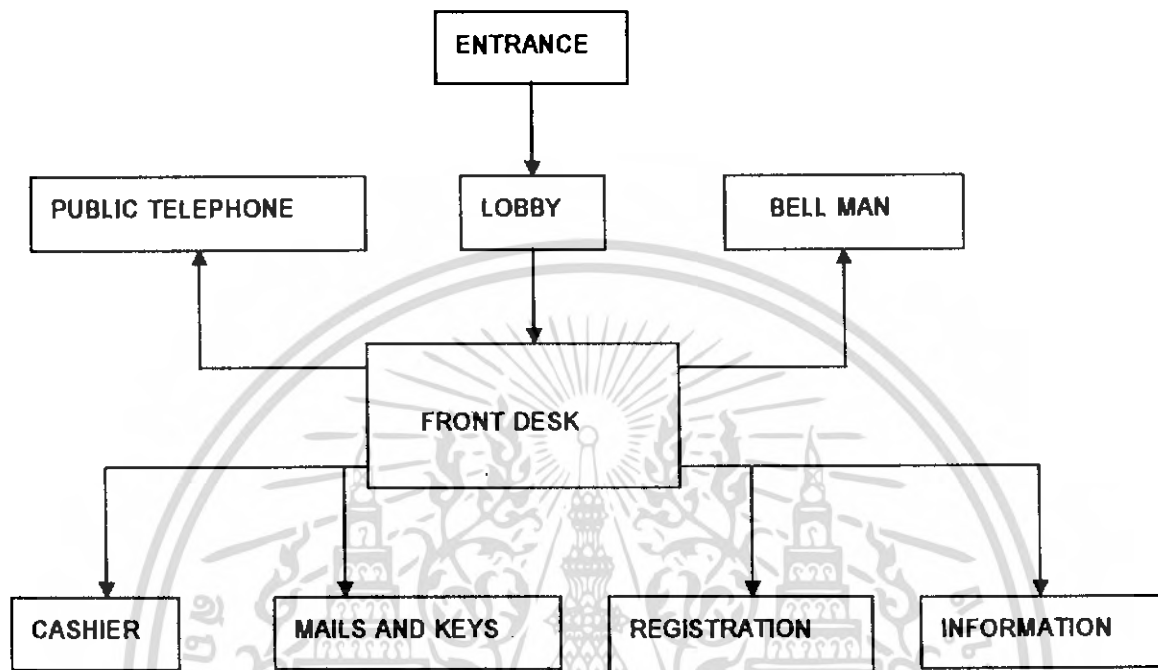 ENTRANCE
PUBLIC TELEPHONE
LOBBY
BELL MAN
FRONT DESK
CASHIER
MAILS AND KEYS
REGISTRATION
INFORMATION